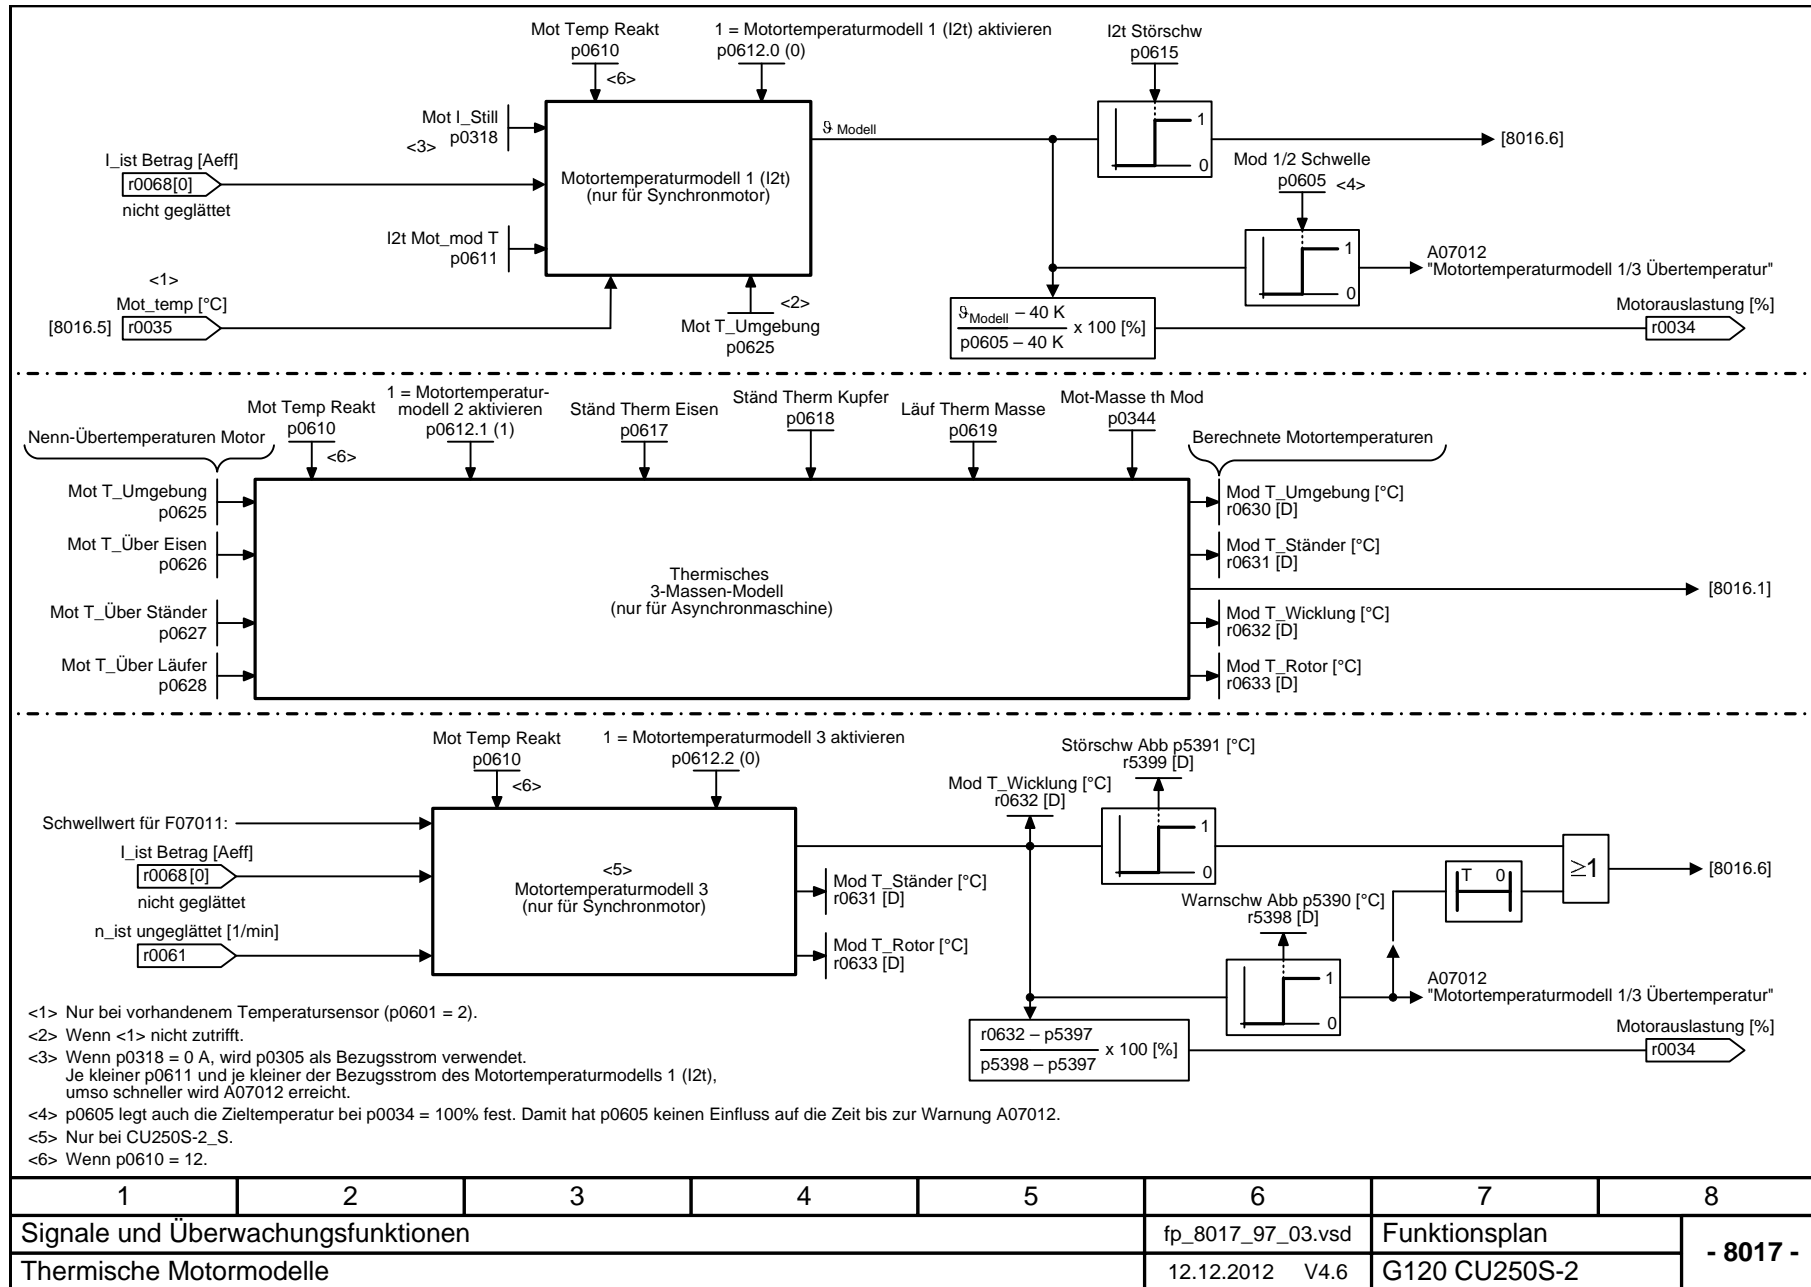 Mot Temp Reakt
p0610
<6>
1 = Motortemperaturmodell 1 (I2t) aktivieren
p0612.0 (0)
I2t Störschw
p0615
Mot I_Still
p0318
<3>
I_ist Betrag [Aeff]
r0068[0]
nicht geglättet
Motortemperaturmodell 1 (I2t)
(nur für Synchronmotor)
ϑ Modell
1
0
[8016.6]
Mod 1/2 Schwelle
p0605 <4>
I2t Mot_mod T
p0611
1
0
A07012
"Motortemperaturmodell 1/3 Übertemperatur"
<1>
Mot_temp [°C]
[8016.5] r0035
<2>
Mot T_Umgebung
p0625
ϑModell – 40 K
p0605 – 40 K
x 100 [%]
Motorauslastung [%]
r0034
Nenn-Übertemperaturen Motor
Mot Temp Reakt
p0610
<6>
1 = Motortemperatur-
modell 2 aktivieren
p0612.1 (1)
Ständ Therm Eisen
p0617
Ständ Therm Kupfer
p0618
Läuf Therm Masse
p0619
Mot-Masse th Mod
p0344
Berechnete Motortemperaturen
Mot T_Umgebung
p0625
Mot T_Über Eisen
p0626
Mot T_Über Ständer
p0627
Mot T_Über Läufer
p0628
Thermisches
3-Massen-Modell
(nur für Asynchronmaschine)
Mod T_Umgebung [°C]
r0630 [D]
Mod T_Ständer [°C]
r0631 [D]
[8016.1]
Mod T_Wicklung [°C]
r0632 [D]
Mod T_Rotor [°C]
r0633 [D]
Mot Temp Reakt
p0610
<6>
1 = Motortemperaturmodell 3 aktivieren
p0612.2 (0)
Schwellwert für F07011:
I_ist Betrag [Aeff]
r0068[0]
nicht geglättet
n_ist ungeglättet [1/min]
r0061
<5>
Motortemperaturmodell 3
(nur für Synchronmotor)
Mod T_Ständer [°C]
r0631 [D]
Mod T_Rotor [°C]
r0633 [D]
Mod T_Wicklung [°C]
r0632 [D]
Störschw Abb p5391 [°C]
r5399 [D]
1
0
Warnschw Abb p5390 [°C]
r5398 [D]
1
0
T 0
≥1
[8016.6]
A07012
"Motortemperaturmodell 1/3 Übertemperatur"
r0632 – p5397
p5398 – p5397
x 100 [%]
Motorauslastung [%]
r0034
<1> Nur bei vorhandenem Temperatursensor (p0601 = 2).
<2> Wenn <1> nicht zutrifft.
<3> Wenn p0318 = 0 A, wird p0305 als Bezugsstrom verwendet.
Je kleiner p0611 und je kleiner der Bezugsstrom des Motortemperaturmodells 1 (I2t),
umso schneller wird A07012 erreicht.
<4> p0605 legt auch die Zieltemperatur bei p0034 = 100% fest. Damit hat p0605 keinen Einfluss auf die Zeit bis zur Warnung A07012.
<5> Nur bei CU250S-2_S.
<6> Wenn p0610 = 12.
1 2 3 4 5 6 7 8
Signale und Überwachungsfunktionen fp_8017_97_03.vsd Funktionsplan
- 8017 -
Thermische Motormodelle 12.12.2012 V4.6 G120 CU250S-2